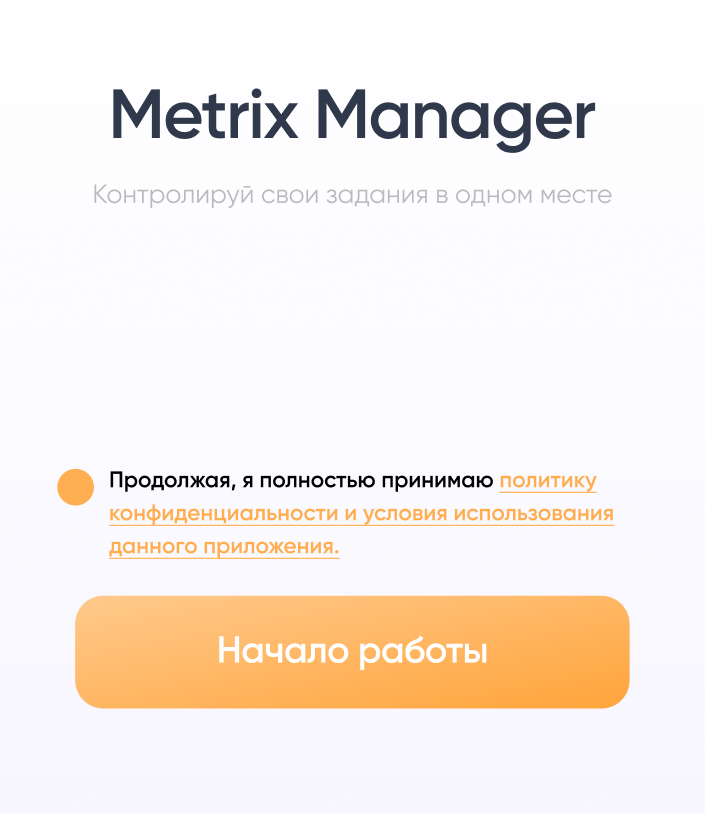 Metrix Manager
Контролируй свои задания в одном месте
Продолжая, я полностью принимаю политику
конфиденциальности и условия использования
данного приложения.
Начало работы